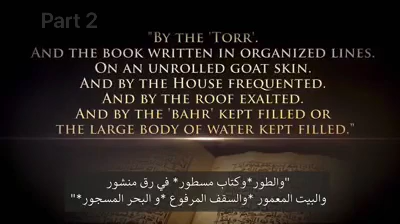 Part 2
"By the 'Torr'.
And the book written in organized lines.
On an unrolled goat skin.
And by the House frequented.
And by the roof exalted.
And by the 'bahr' kept filled or
the large body of water kept filled."
"والطور*وكتاب مسطور* في رق منشور
والبيت المعمور *والسقف المرفوع *و البحر المسجور*"